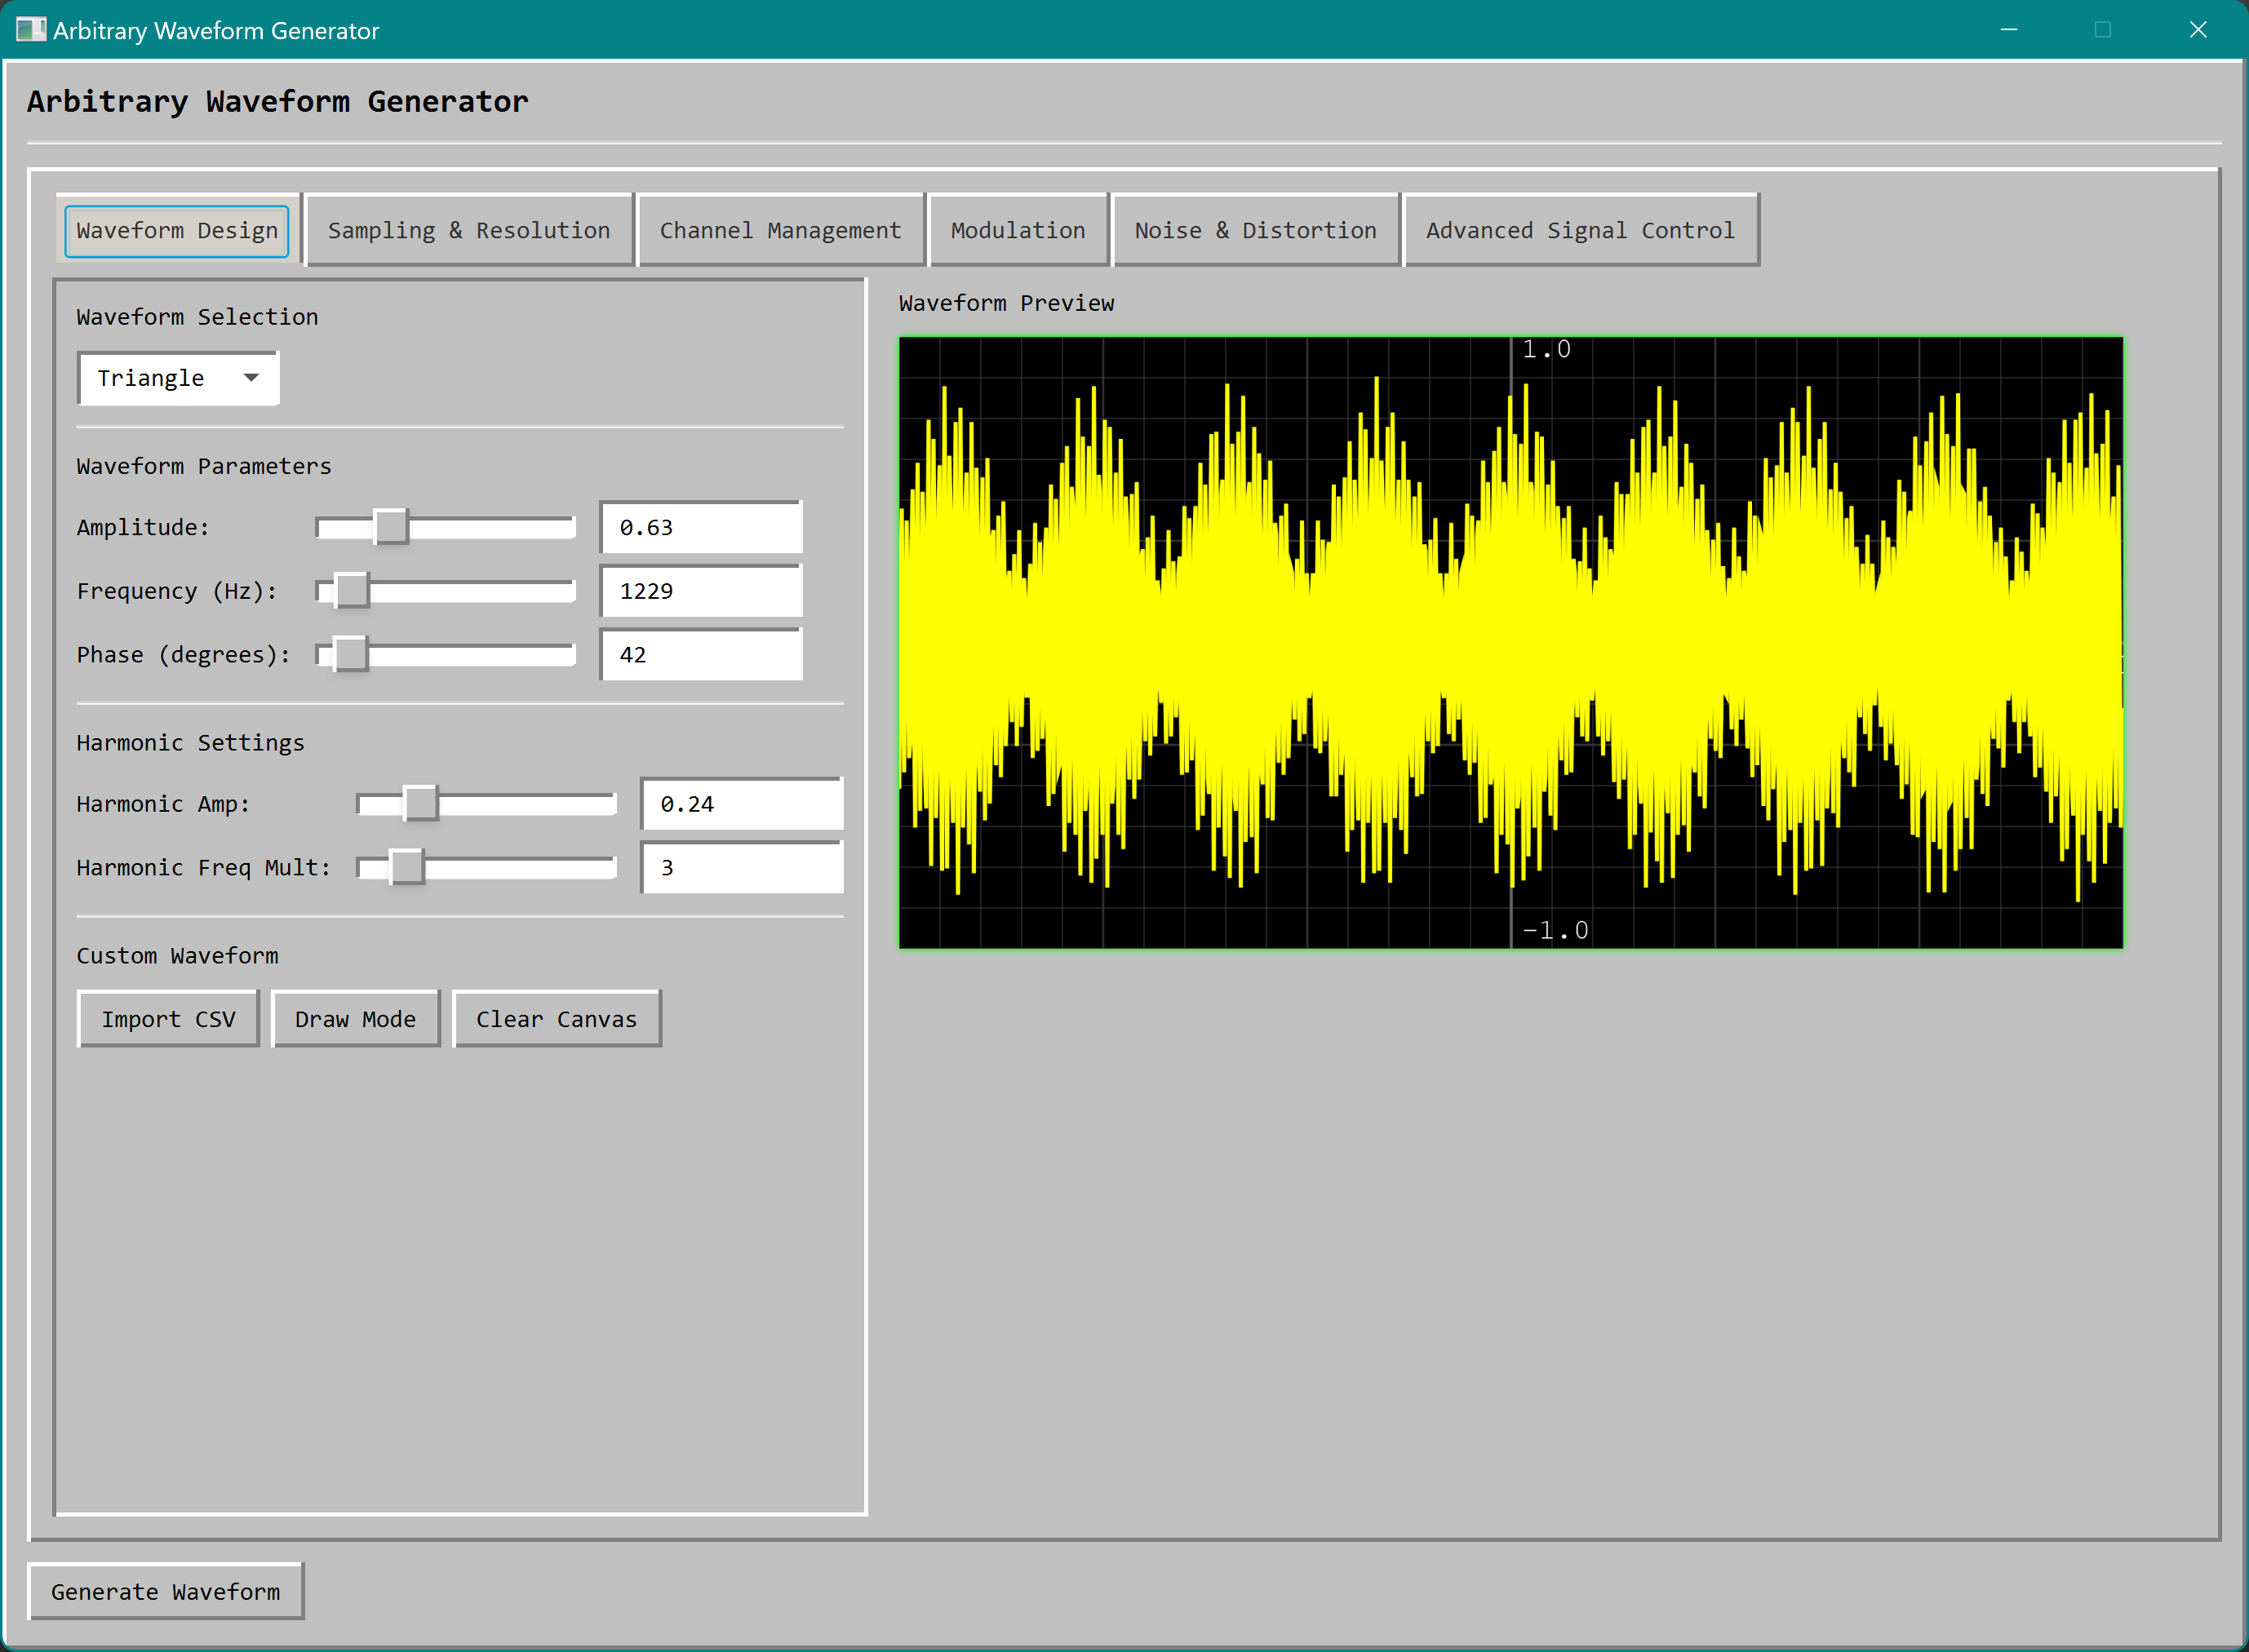 Arbitrary Waveform Generator
Arbitrary Waveform Generator
Waveform Design
Sampling & Resolution
Channel Management
Modulation
Noise & Distortion
Advanced Signal Control
Waveform Selection
Triangle
Waveform Parameters
Amplitude: 0.63
Frequency (Hz): 1229
Phase (degrees): 42
Harmonic Settings
Harmonic Amp: 0.24
Harmonic Freq Mult: 3
Custom Waveform
Import CSV
Draw Mode
Clear Canvas
Waveform Preview
1.0
-1.0
Generate Waveform